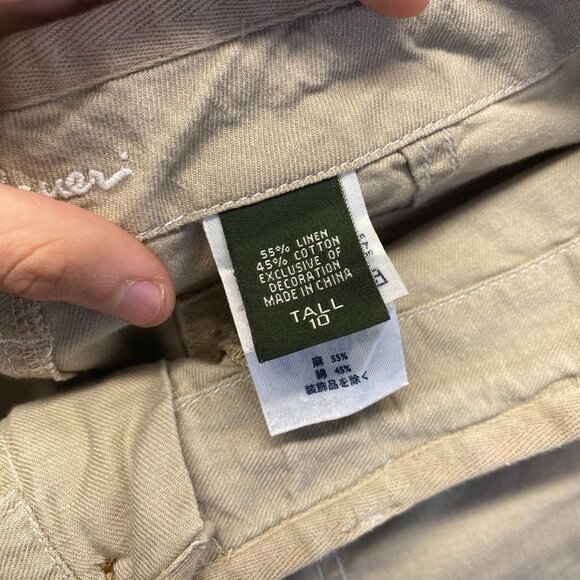 55% LINEN
45% COTTON
EXCLUSIVE OF
DECORATION
MADE IN CHINA
TALL
10
麻 55%
綿 45%
装飾品を除く